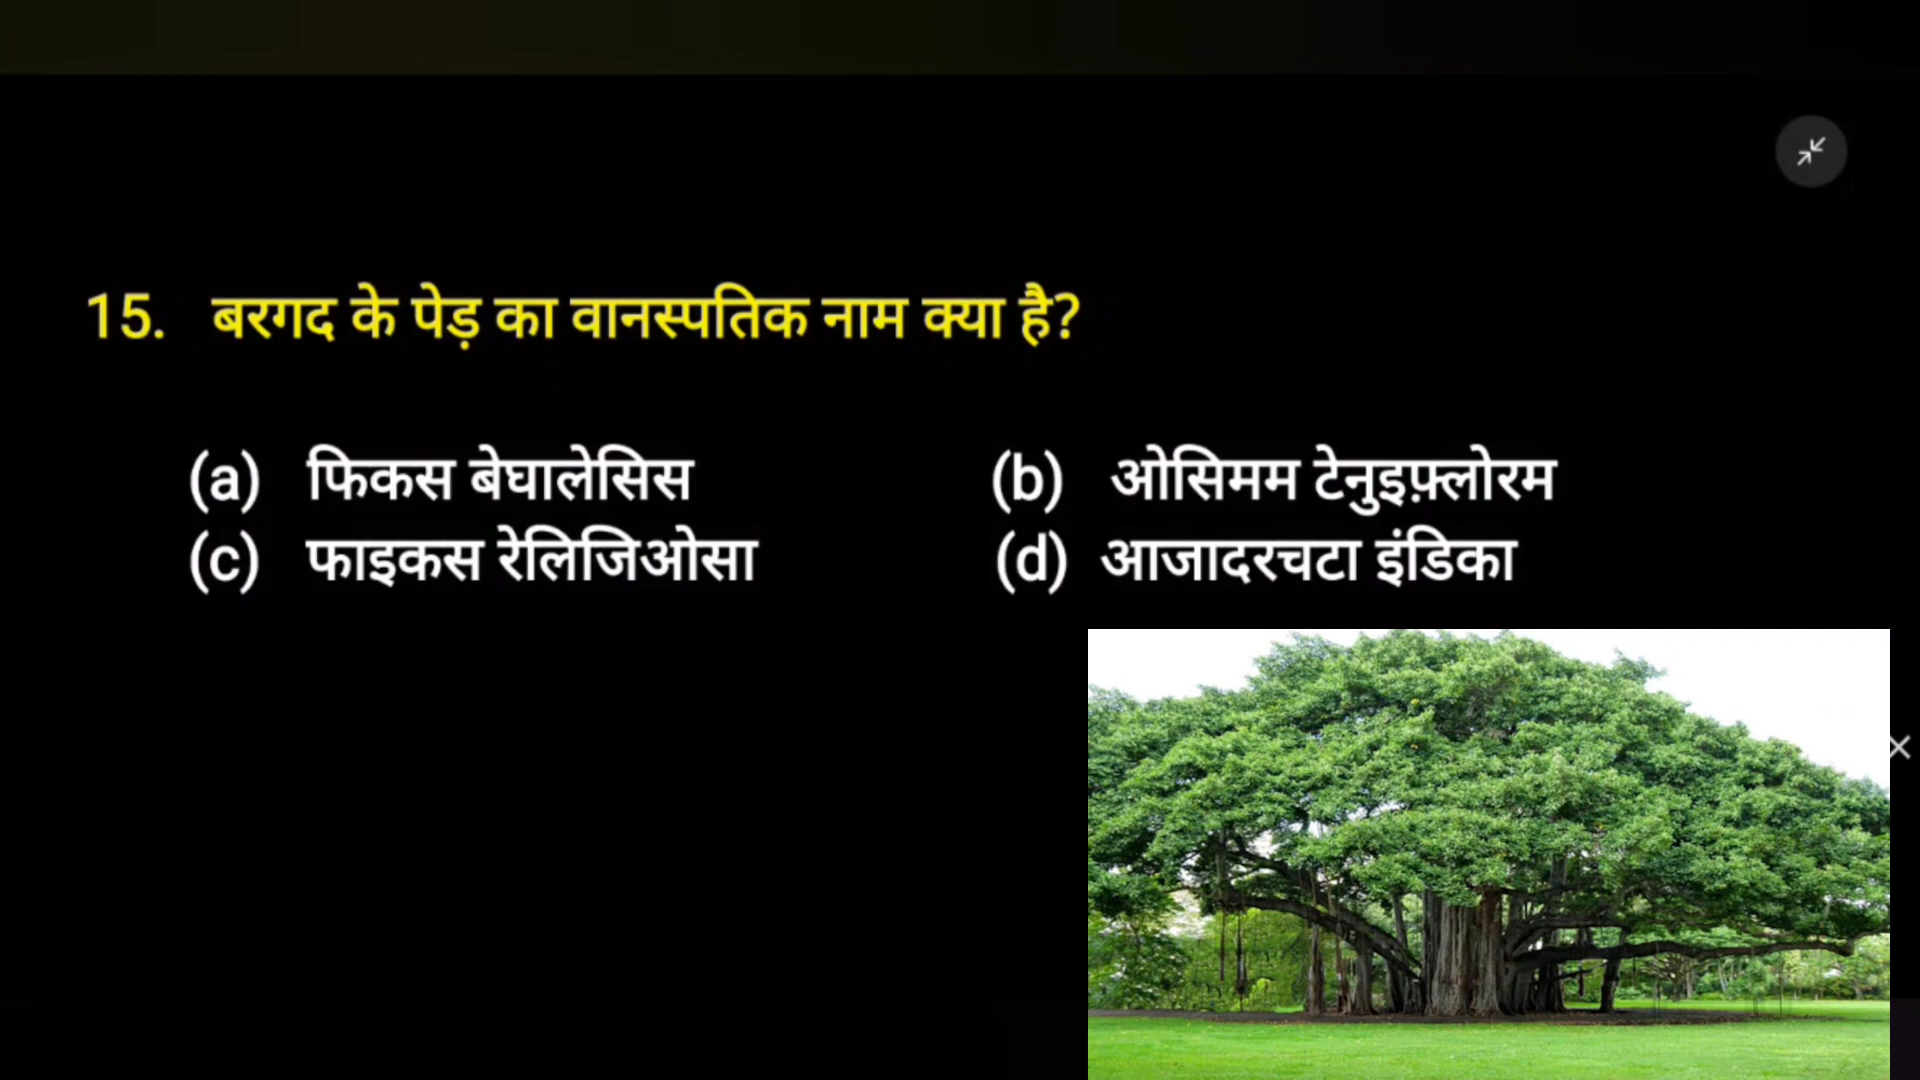 15. बरगद के पेड़ का वानस्पतिक नाम क्या है?
(a) फिकस बेघालेसिस (b) ओसिमम टेनुइफ़्लोरम
(c) फाइकस रेलिजिओसा (d) आजादरचटा इंडिका